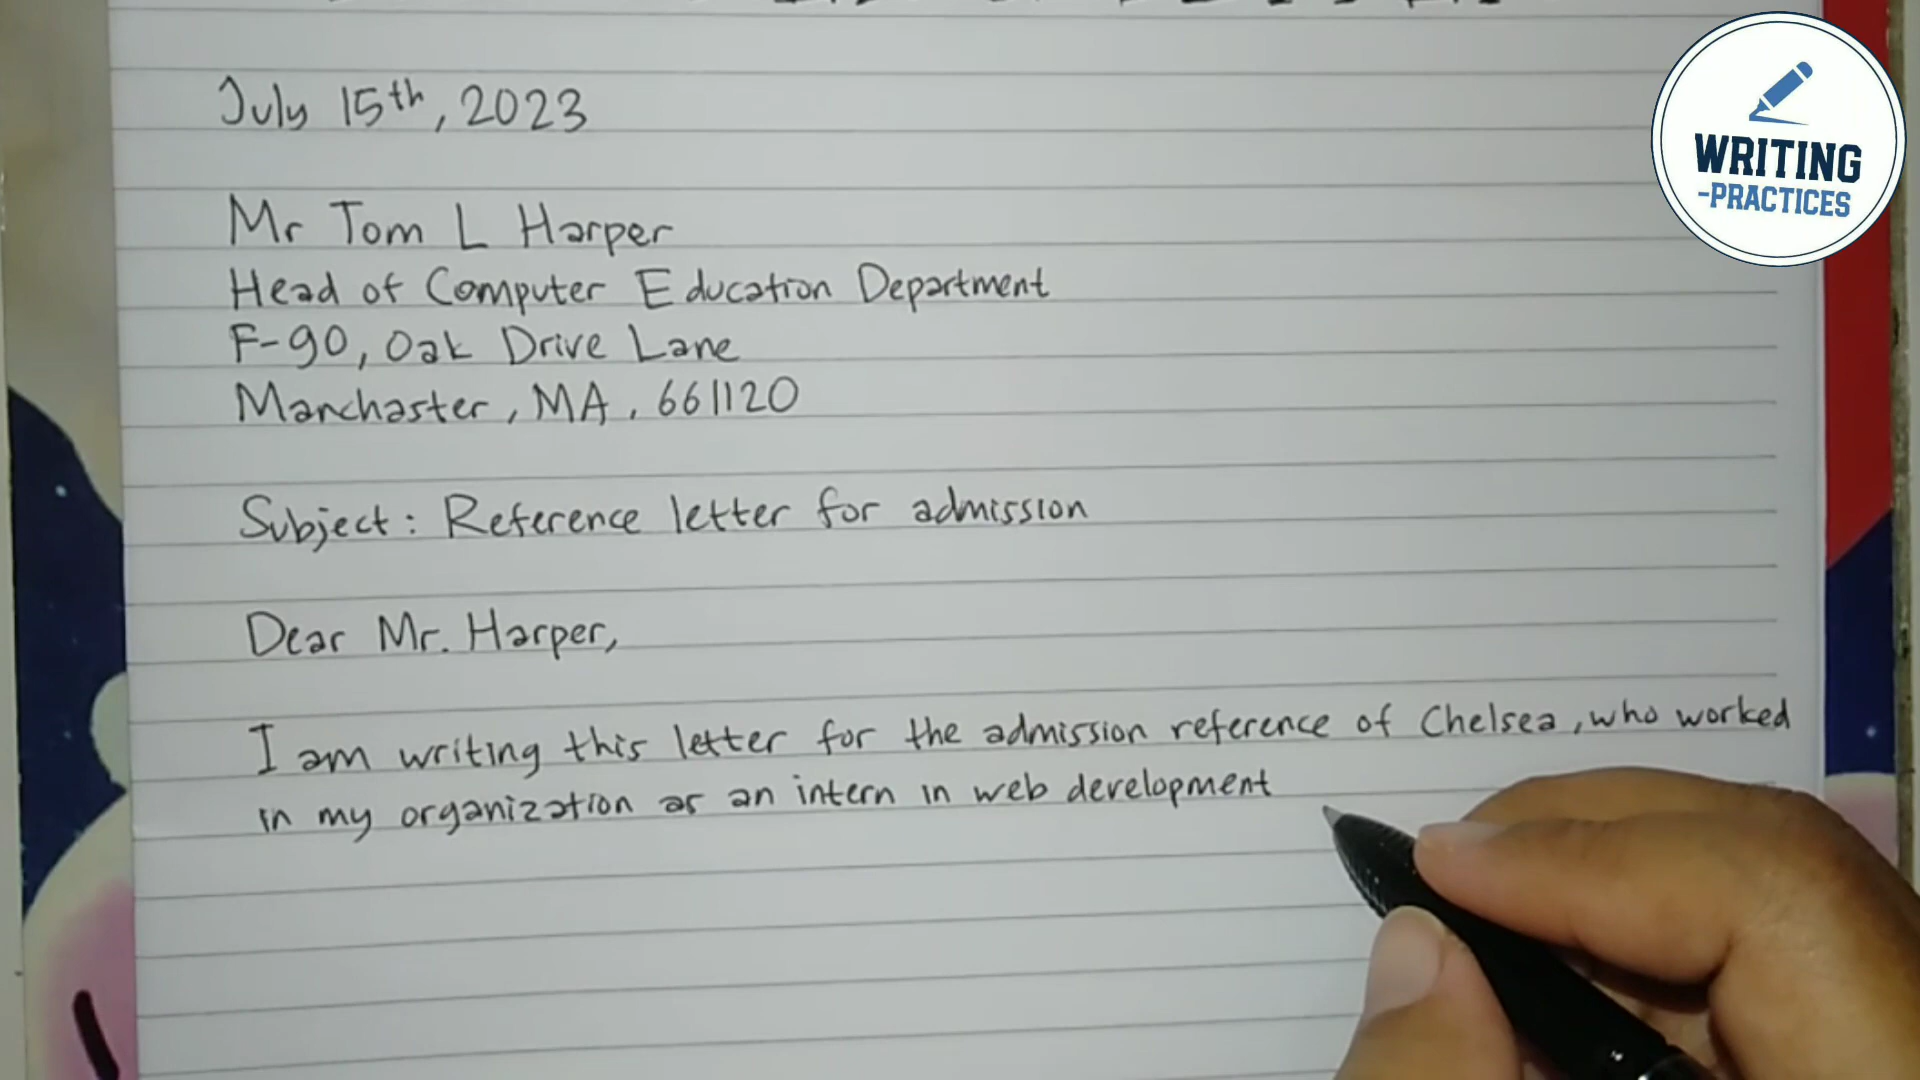 July 15th, 2023
Mr Tom L Harper
Head of Computer Education Department
F-90, Oak Drive Lane
Manchaster, MA, 661120
Subject: Reference letter for admission
Dear Mr. Harper,
I am writing this letter for the admission reference of Chelsea, who worked
in my organization as an intern in web development
WRITING
-PRACTICES